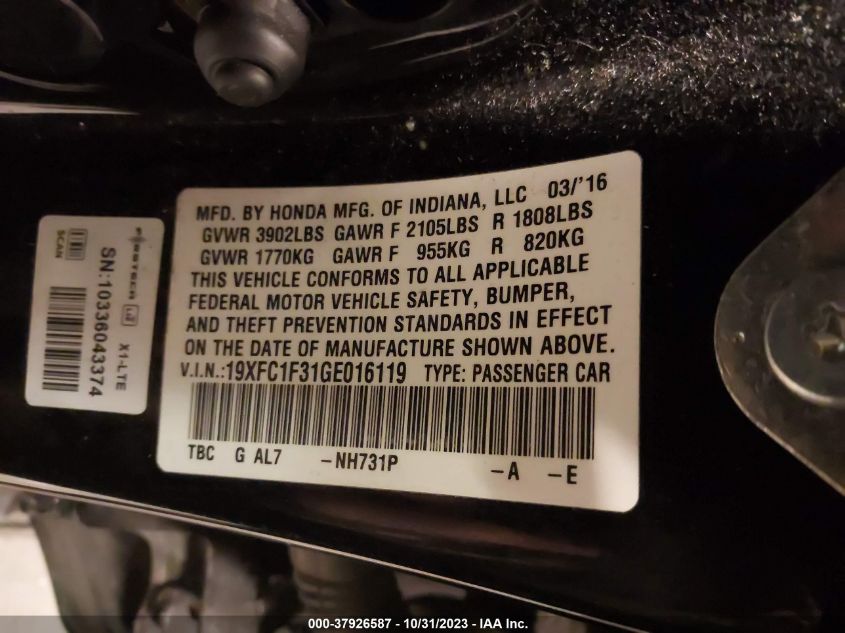 MFD. BY HONDA MFG. OF INDIANA, LLC 03/'16
GVWR 3902LBS GAWR F 2105LBS R 1808LBS
GVWR 1770KG GAWR F 955KG R 820KG
THIS VEHICLE CONFORMS TO ALL APPLICABLE
FEDERAL MOTOR VEHICLE SAFETY, BUMPER,
AND THEFT PREVENTION STANDARDS IN EFFECT
ON THE DATE OF MANUFACTURE SHOWN ABOVE.
V.I.N.:19XFC1F31GE016119 TYPE: PASSENGER CAR
TBC G AL7 -NH731P -A -E
FIRSTECH
X1-LTE
SN:10336043374
SCAN
000-37926587 - 10/31/2023 - IAA Inc.